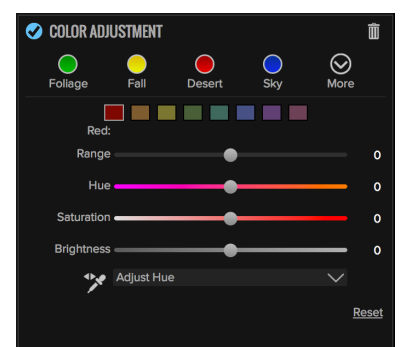 COLOR ADJUSTMENT
Foliage Fall Desert Sky More
Red:
Range 0
Hue 0
Saturation 0
Brightness 0
Adjust Hue
Reset